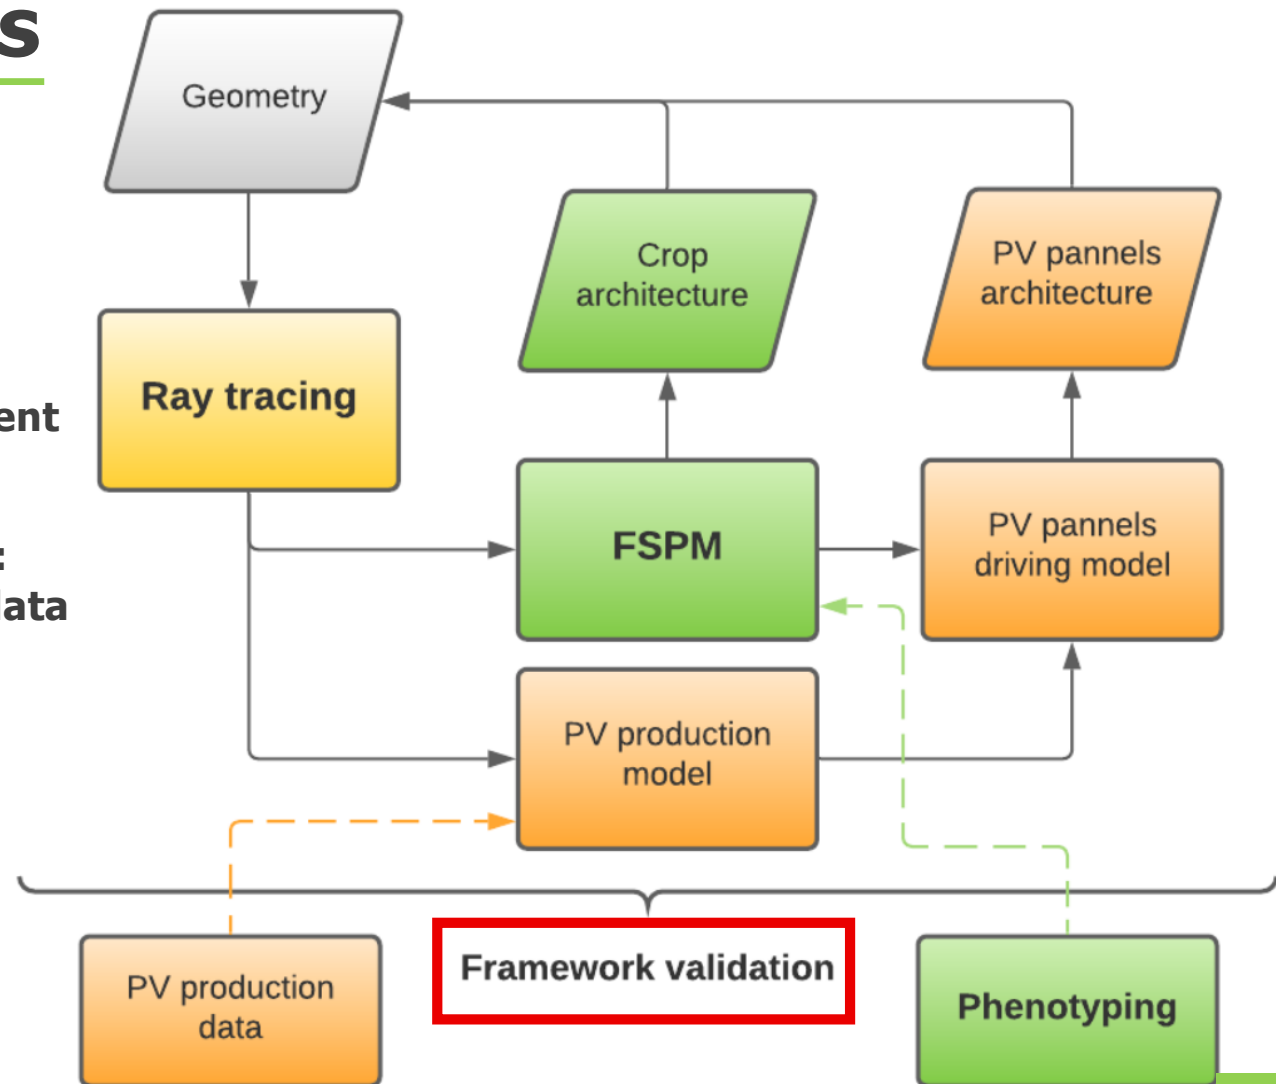 s
Geometry
Crop
architecture
PV pannels
architecture
Ray tracing
ent
FSPM
PV pannels
driving model
:
lata
PV production
model
Framework validation
PV production
data
Phenotyping